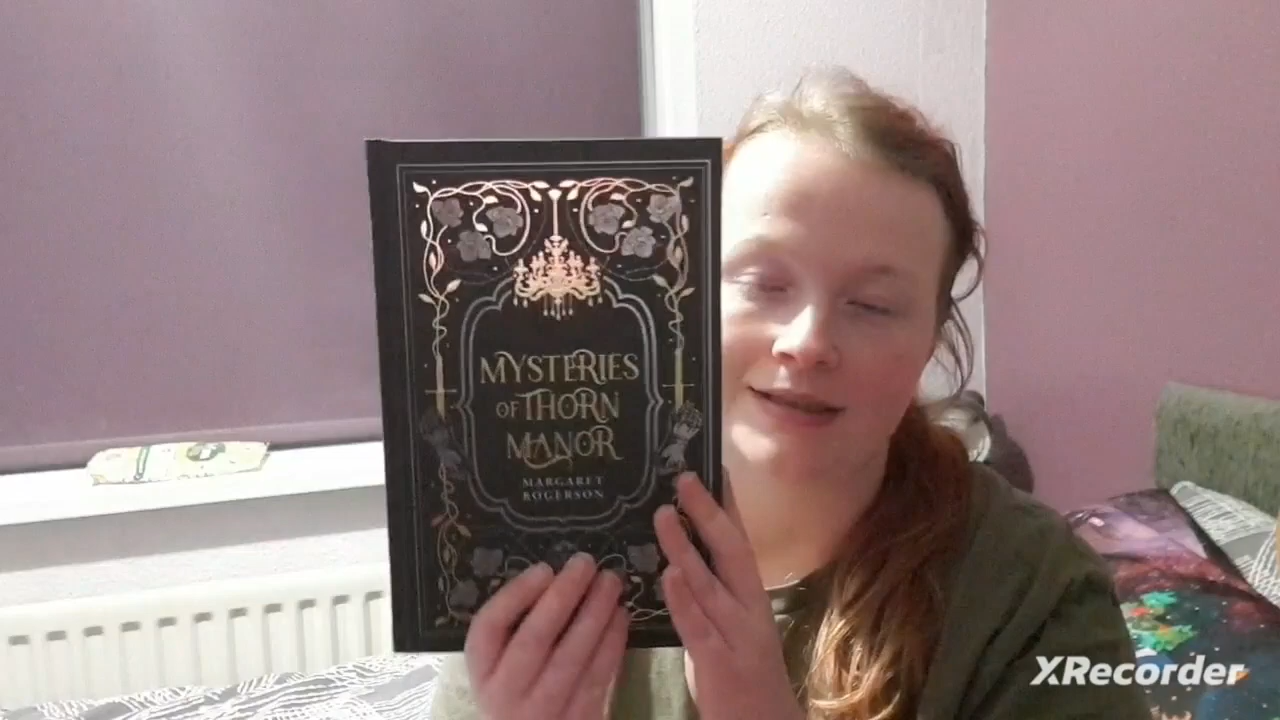 MYSTERIES
OF THORN
MANOR
MARGARET
ROGERSON
XRecorder